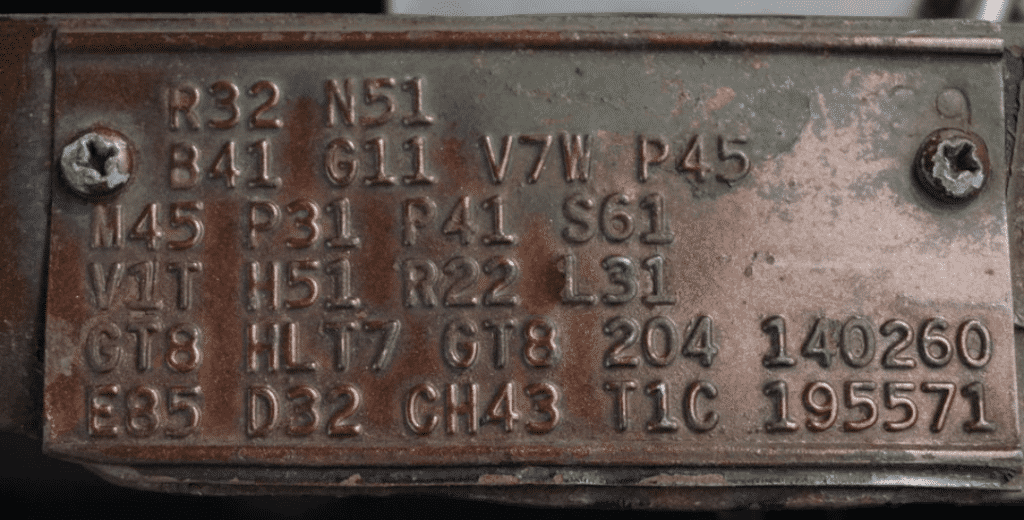 R32 N51
B41 G11 V7W P45
M45 P31 P41 S61
V1T H51 R22 L31
GT8 HLT7 GT8 204 140260
E85 D32 CH43 T1C 195571